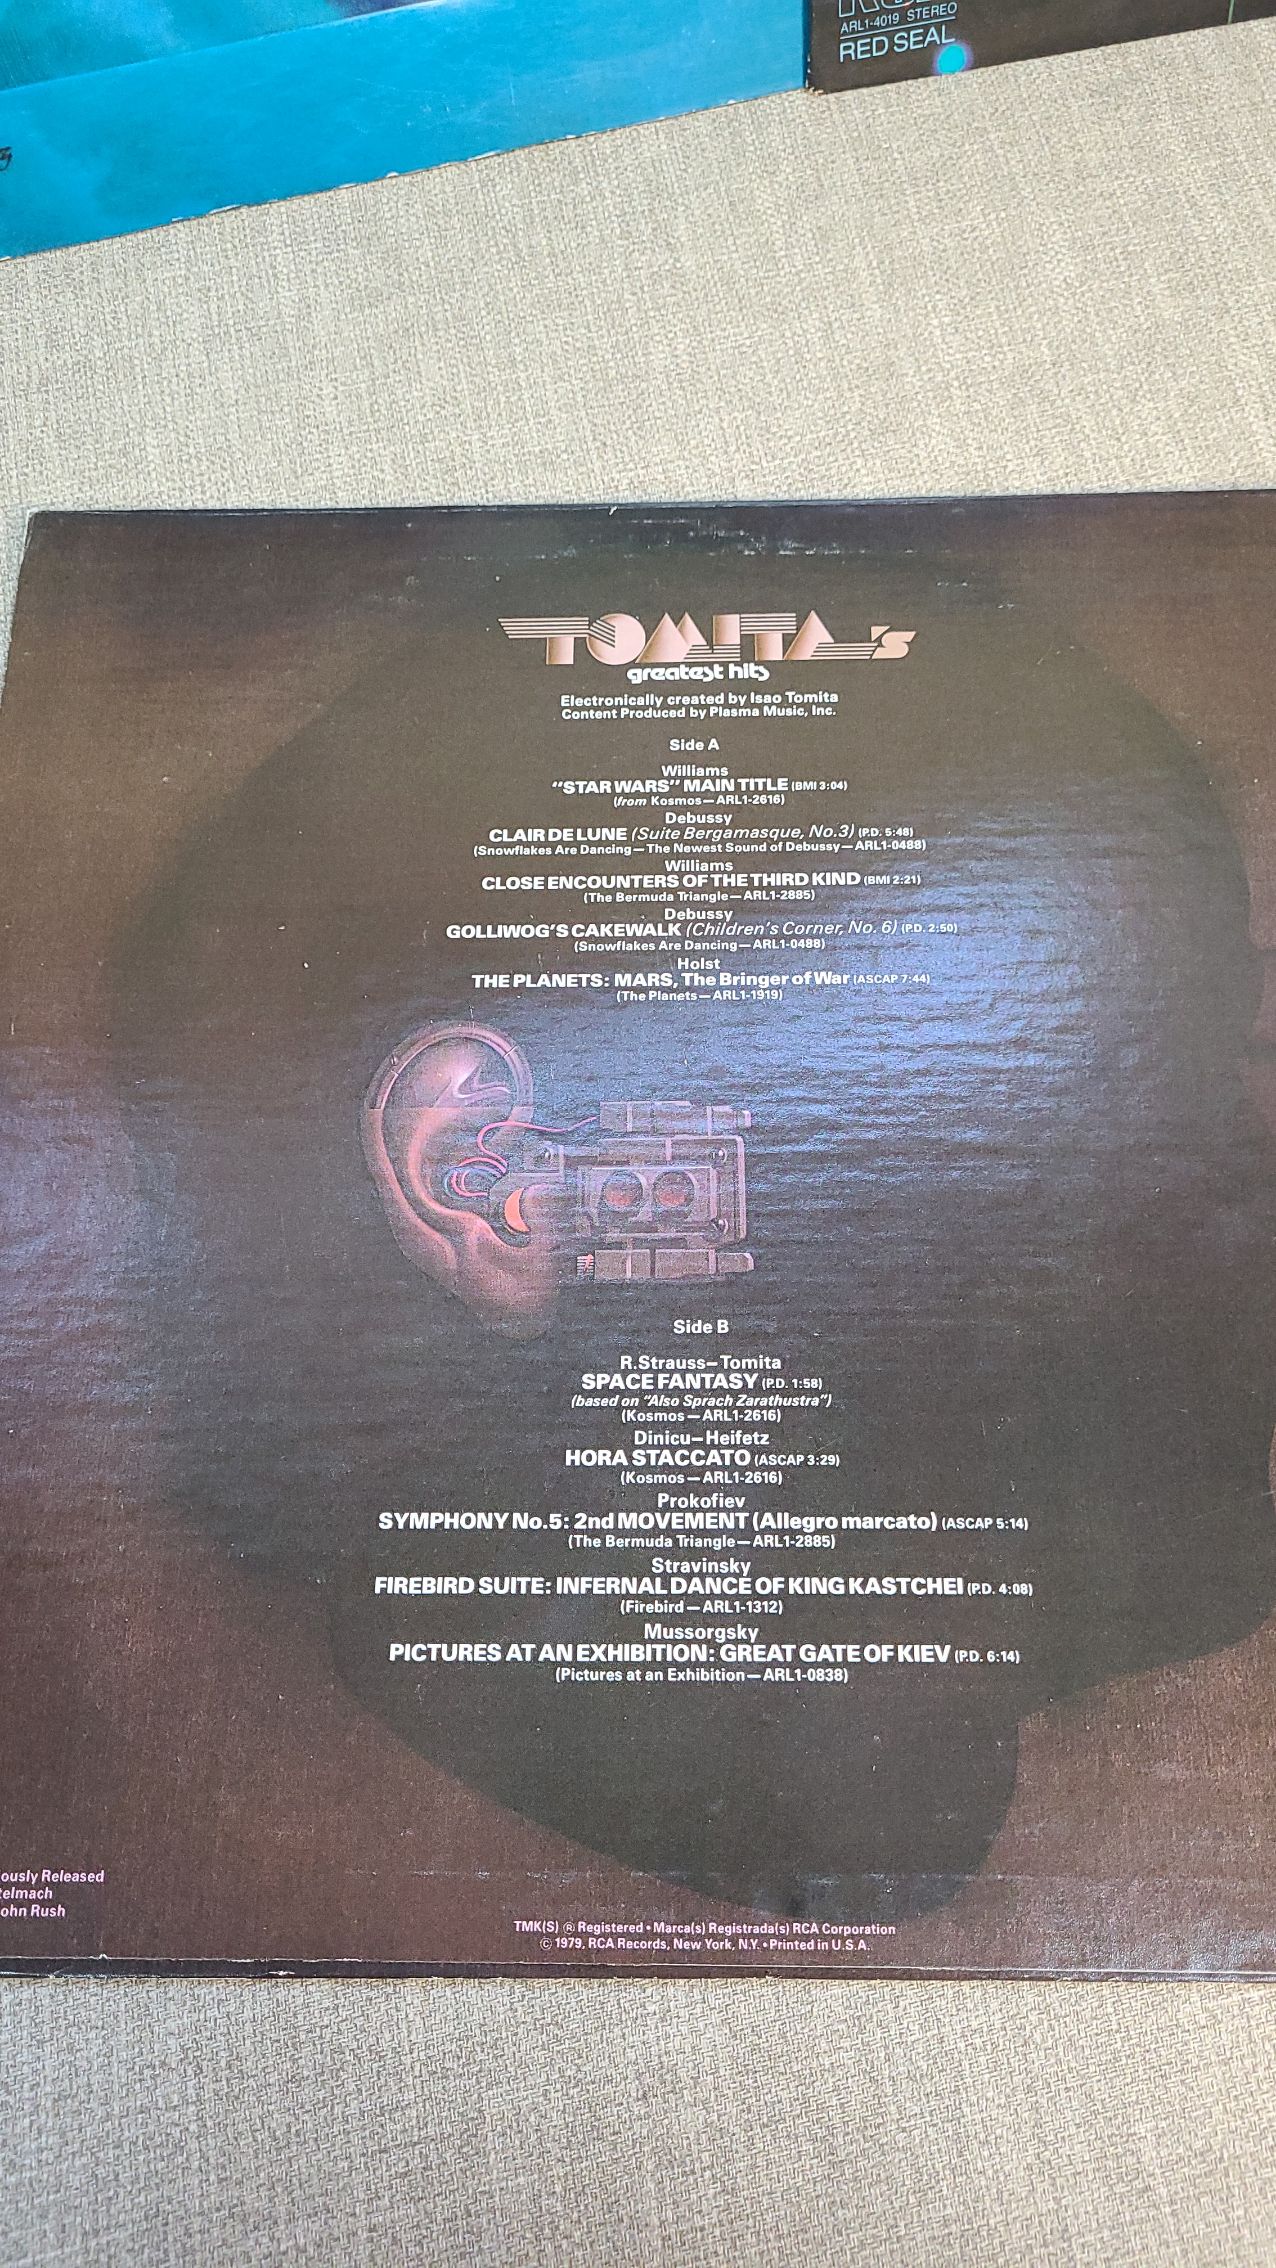 ARL1-4019 STEREO
RED SEAL
TOMITA's
greatest hits
Electronically created by Isao Tomita
Content Produced by Plasma Music, Inc.
Side A
Williams
"STAR WARS" MAIN TITLE (BMI 3:04)
(from Kosmos—ARL1-2616)
Debussy
CLAIR DE LUNE (Suite Bergamasque, No.3) (P.D. 5:48)
(Snowflakes Are Dancing—The Newest Sound of Debussy—ARL1-0488)
Williams
CLOSE ENCOUNTERS OF THE THIRD KIND (BMI 2:21)
(The Bermuda Triangle—ARL1-2885)
Debussy
GOLLIWOG'S CAKEWALK (Children's Corner, No. 6) (P.D. 2:50)
(Snowflakes Are Dancing—ARL1-0488)
Holst
THE PLANETS: MARS, The Bringer of War (ASCAP 7:44)
(The Planets—ARL1-1919)
Side B
R.Strauss—Tomita
SPACE FANTASY (P.D. 1:58)
(based on "Also Sprach Zarathustra")
(Kosmos—ARL1-2616)
Dinicu—Heifetz
HORA STACCATO (ASCAP 3:29)
(Kosmos—ARL1-2616)
Prokofiev
SYMPHONY No.5: 2nd MOVEMENT (Allegro marcato) (ASCAP 5:14)
(The Bermuda Triangle—ARL1-2885)
Stravinsky
FIREBIRD SUITE: INFERNAL DANCE OF KING KASTCHEI (P.D. 4:08)
(Firebird—ARL1-1312)
Mussorgsky
PICTURES AT AN EXHIBITION: GREAT GATE OF KIEV (P.D. 6:14)
(Pictures at an Exhibition—ARL1-0838)
ously Released
telmach
ohn Rush
TMK(S) ® Registered • Marca(s) Registrada(s) RCA Corporation
© 1979, RCA Records, New York, N.Y. • Printed in U.S.A.